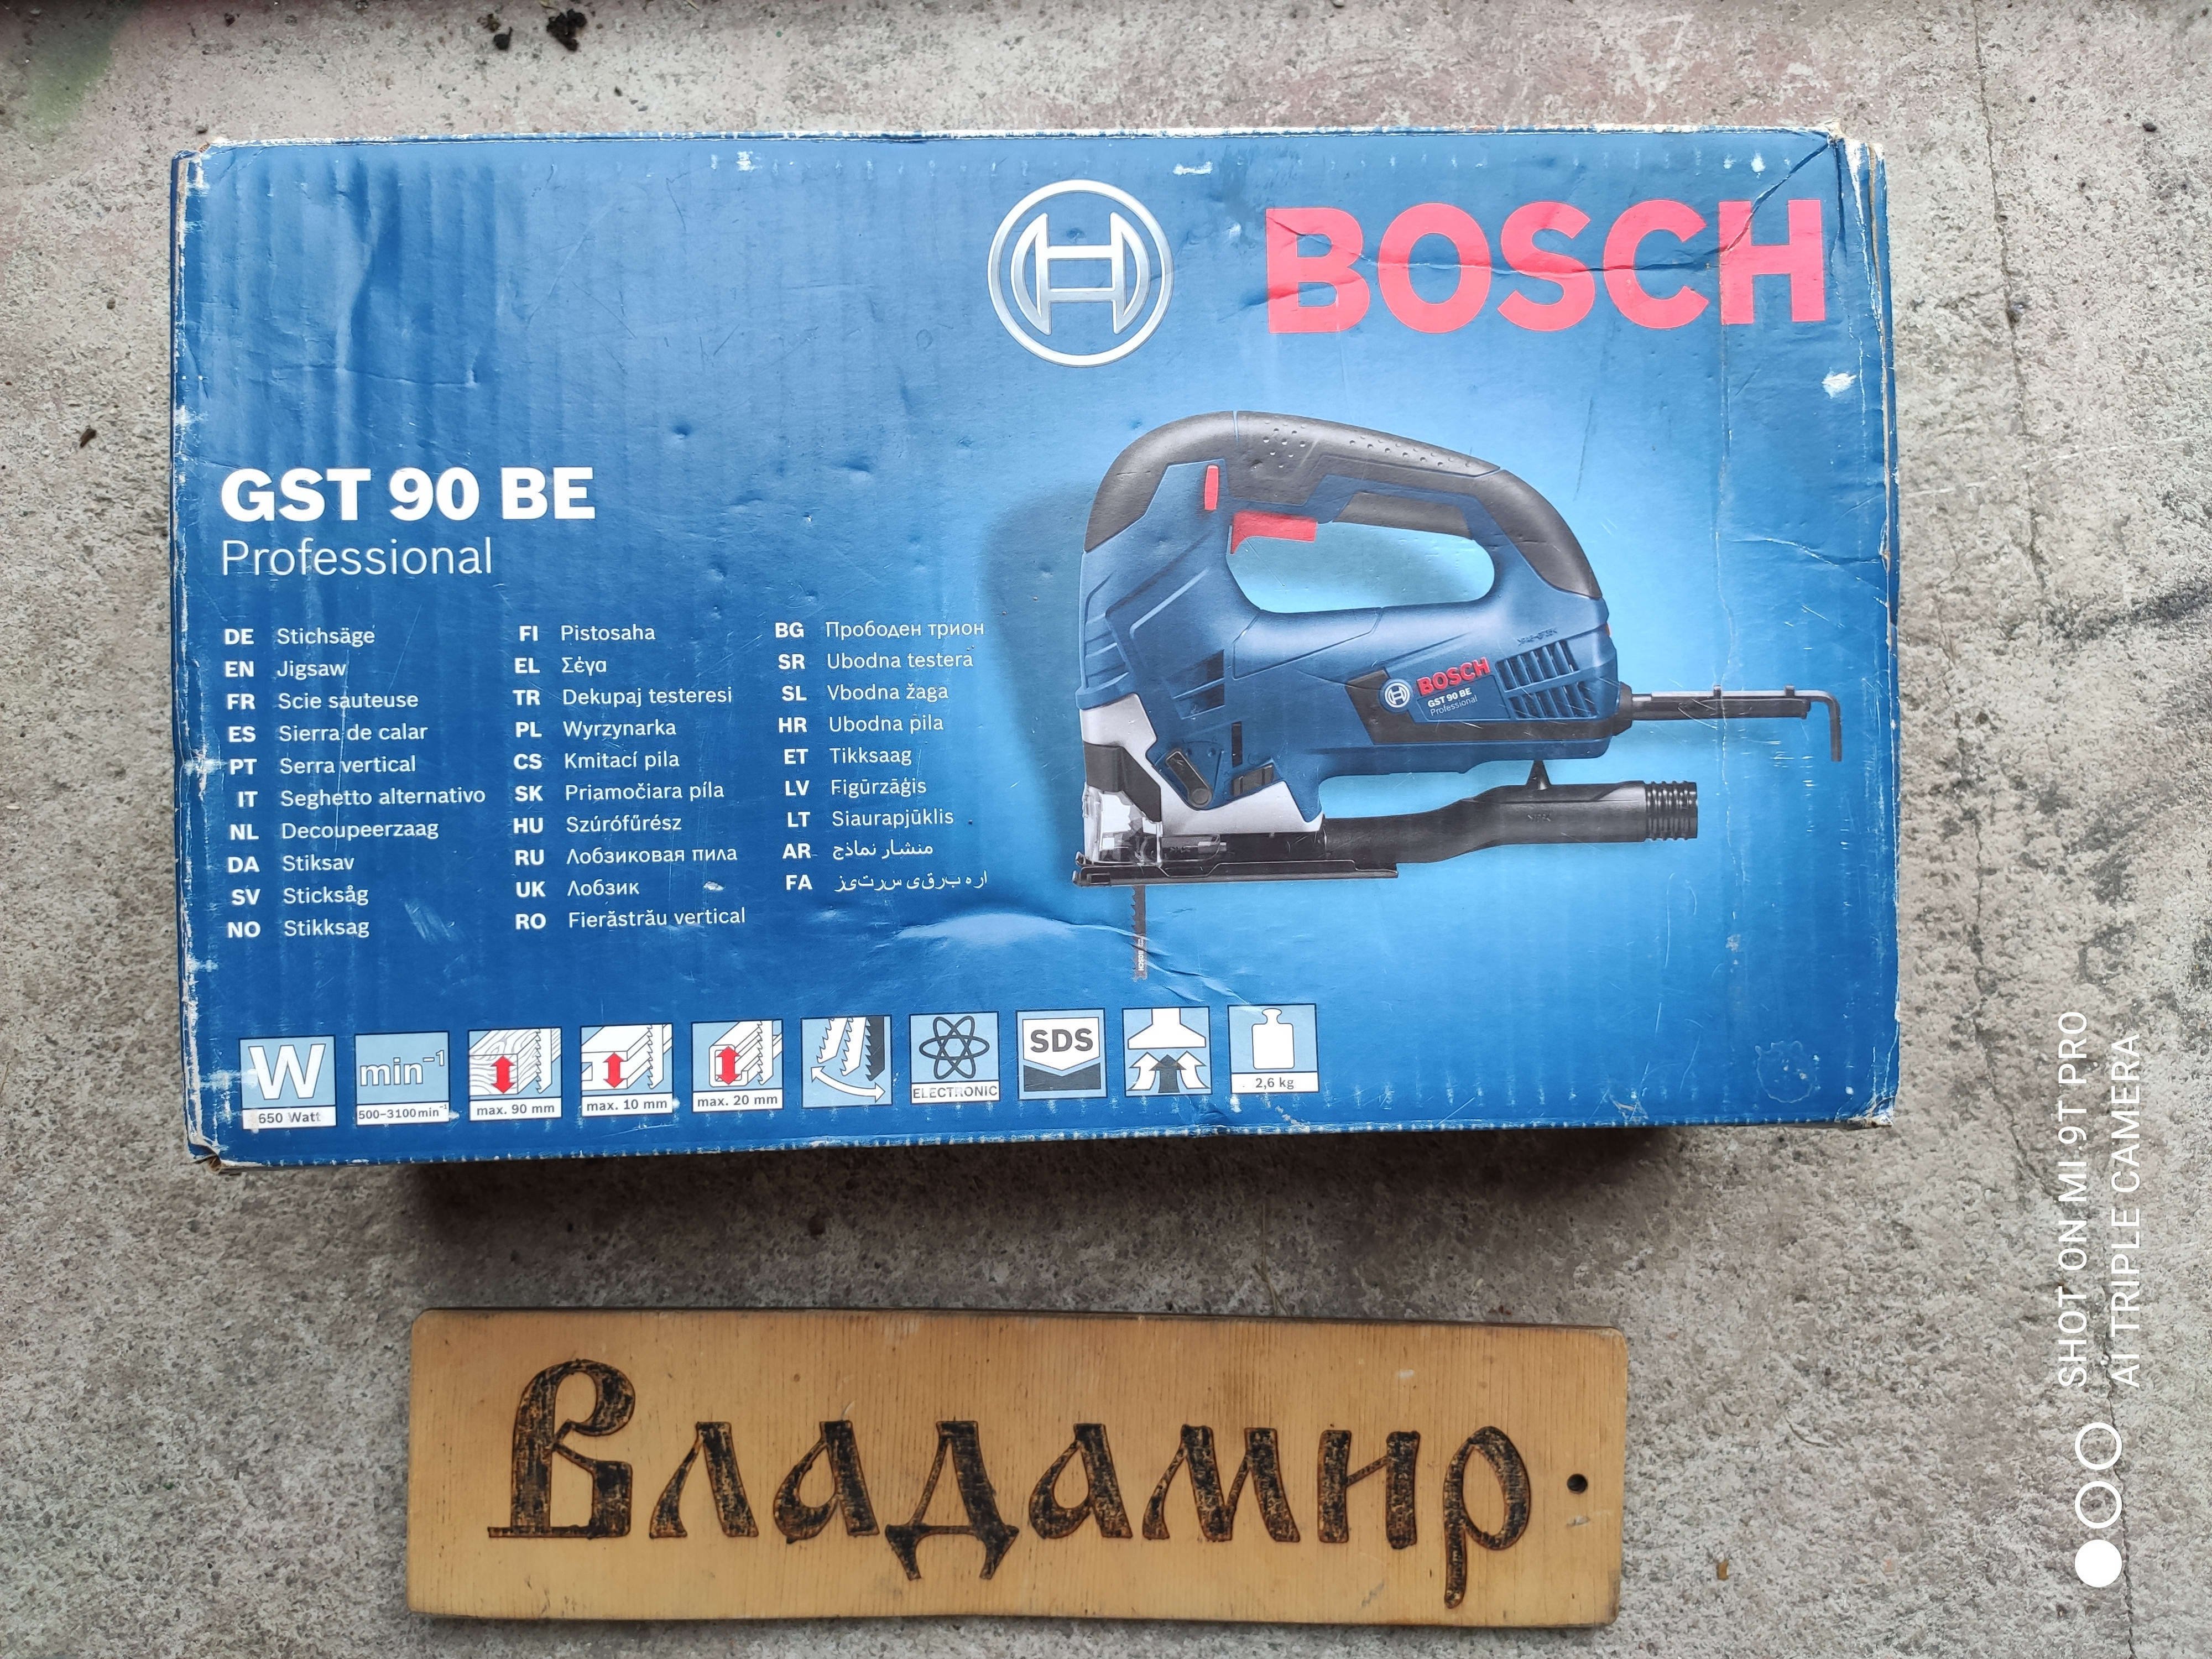 BOSCH
GST 90 BE
Professional
DE Stichsäge
EN Jigsaw
FR Scie sauteuse
ES Sierra de calar
PT Serra vertical
IT Seghetto alternativo
NL Decoupeerzaag
DA Stiksav
SV Sticksåg
NO Stikksag
FI Pistosaha
EL Σέγα
TR Dekupaj testeresi
PL Wyrzynarka
CS Kmitací pila
SK Priamočiara píla
HU Szúrófűrész
RU Лобзиковая пила
UK Лобзик
RO Fierăstrău vertical
BG Прободен трион
SR Ubodna testera
SL Vbodna žaga
HR Ubodna pila
ET Tikksaag
LV Figūrzāģis
LT Siaurapjūklis
AR منشار نماذج
FA اره برقی سرتیز
BOSCH
GST 90 BE
Professional
BOSCH
W
650 Watt
min⁻¹
500–3100 min⁻¹
max. 90 mm
max. 10 mm
max. 20 mm
ELECTRONIC
SDS
2,6 kg
Владамир
SHOT ON MI 9T PRO
AI TRIPLE CAMERA